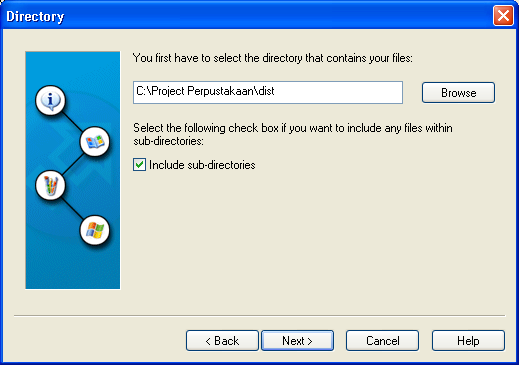 Directory
You first have to select the directory that contains your files:
C:\Project Perpustakaan\dist
Browse
Select the following check box if you want to include any files within
sub-directories:
Include sub-directories
< Back
Next >
Cancel
Help